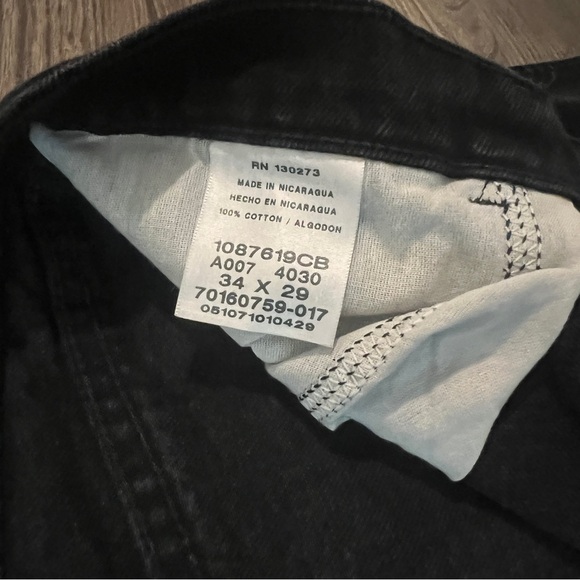 RN 130273
MADE IN NICARAGUA
HECHO EN NICARAGUA
100% COTTON / ALGODON
1087619CB
A007 4030
34 X 29
70160759-017
051071010429